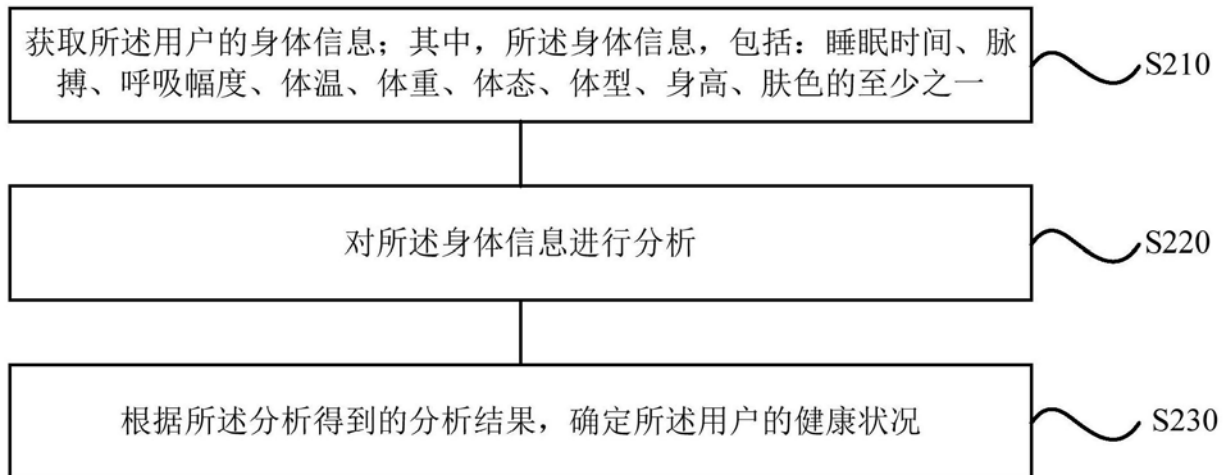 获取所述用户的身体信息；其中，所述身体信息，包括：睡眠时间、脉
搏、呼吸幅度、体温、体重、体态、体型、身高、肤色的至少之一
S210
对所述身体信息进行分析
S220
根据所述分析得到的分析结果，确定所述用户的健康状况
S230